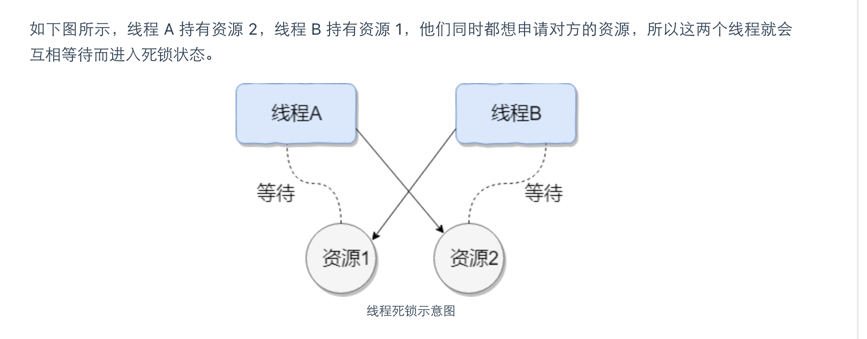 如下图所示，线程 A 持有资源 2，线程 B 持有资源 1，他们同时都想申请对方的资源，所以这两个线程就会
互相等待而进入死锁状态。
线程A
线程B
等待
等待
资源1
资源2
线程死锁示意图